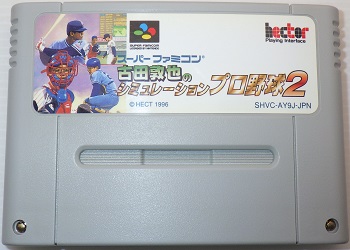 SUPER FAMICOM
hector
Playing Interface
スーパーファミコン
古田敦也の
シミュレーションプロ野球2
©HECT 1996
SHVC-AY9J-JPN